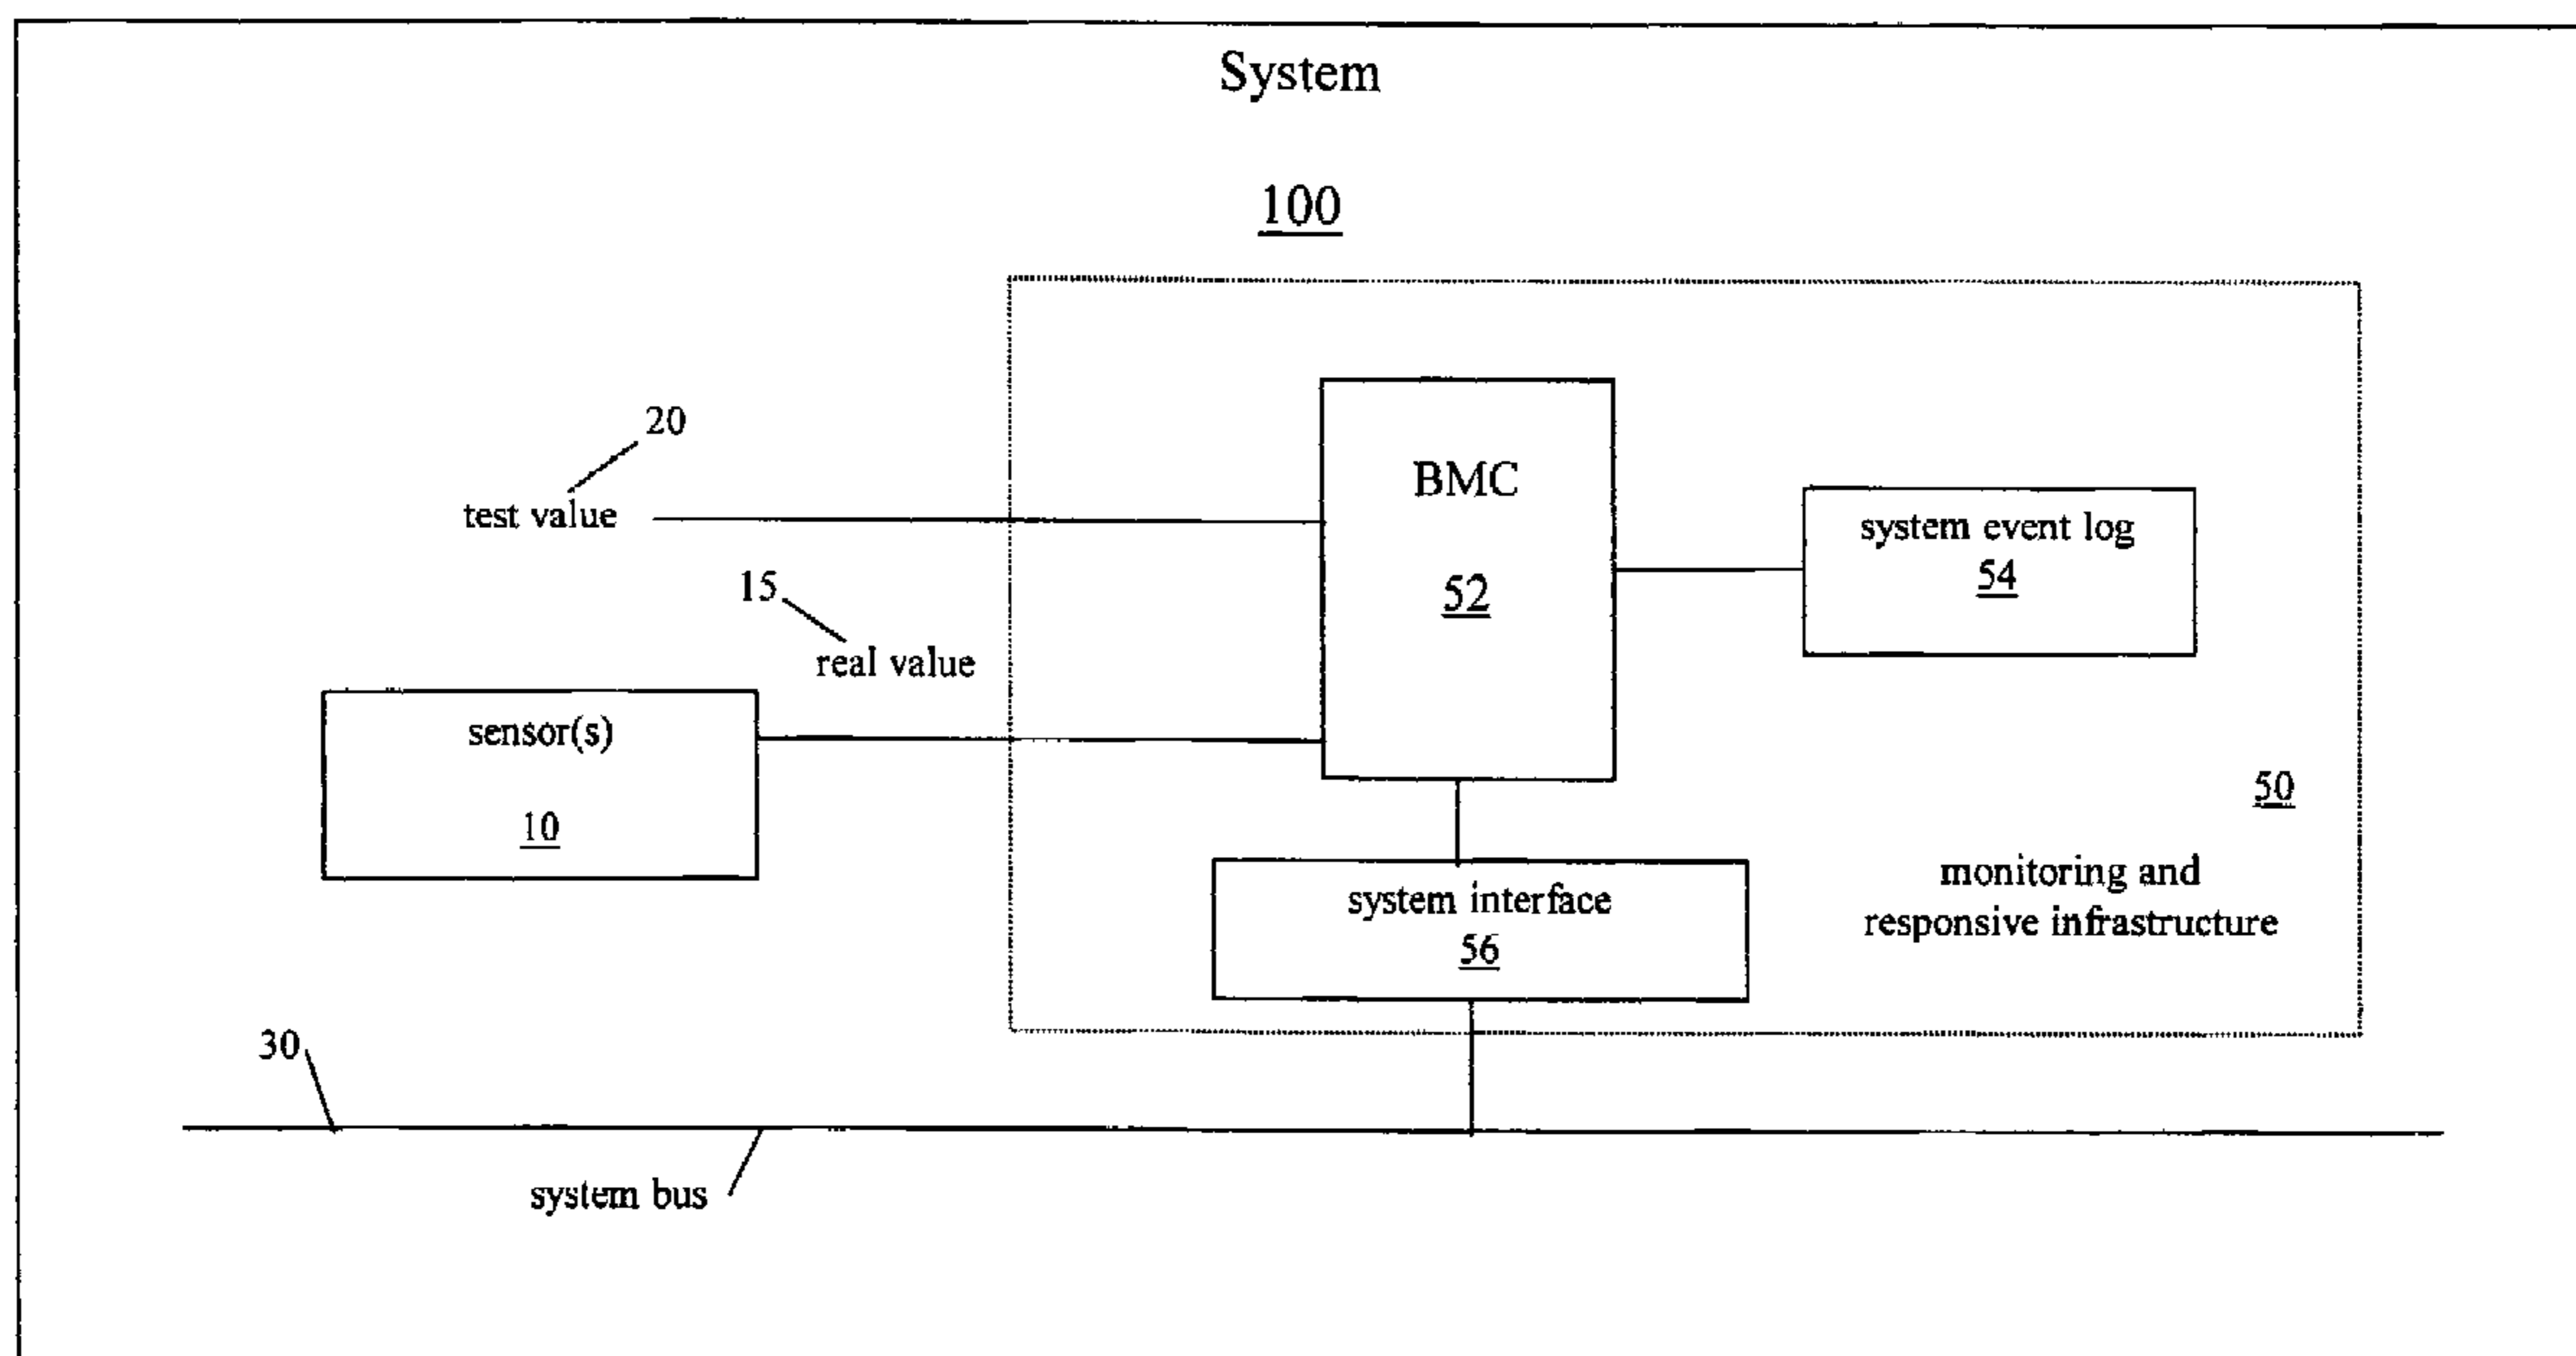 System
100
20
test value
BMC
52
system event log
54
15
real value
sensor(s)
10
50
monitoring and
responsive infrastructure
system interface
56
30
system bus